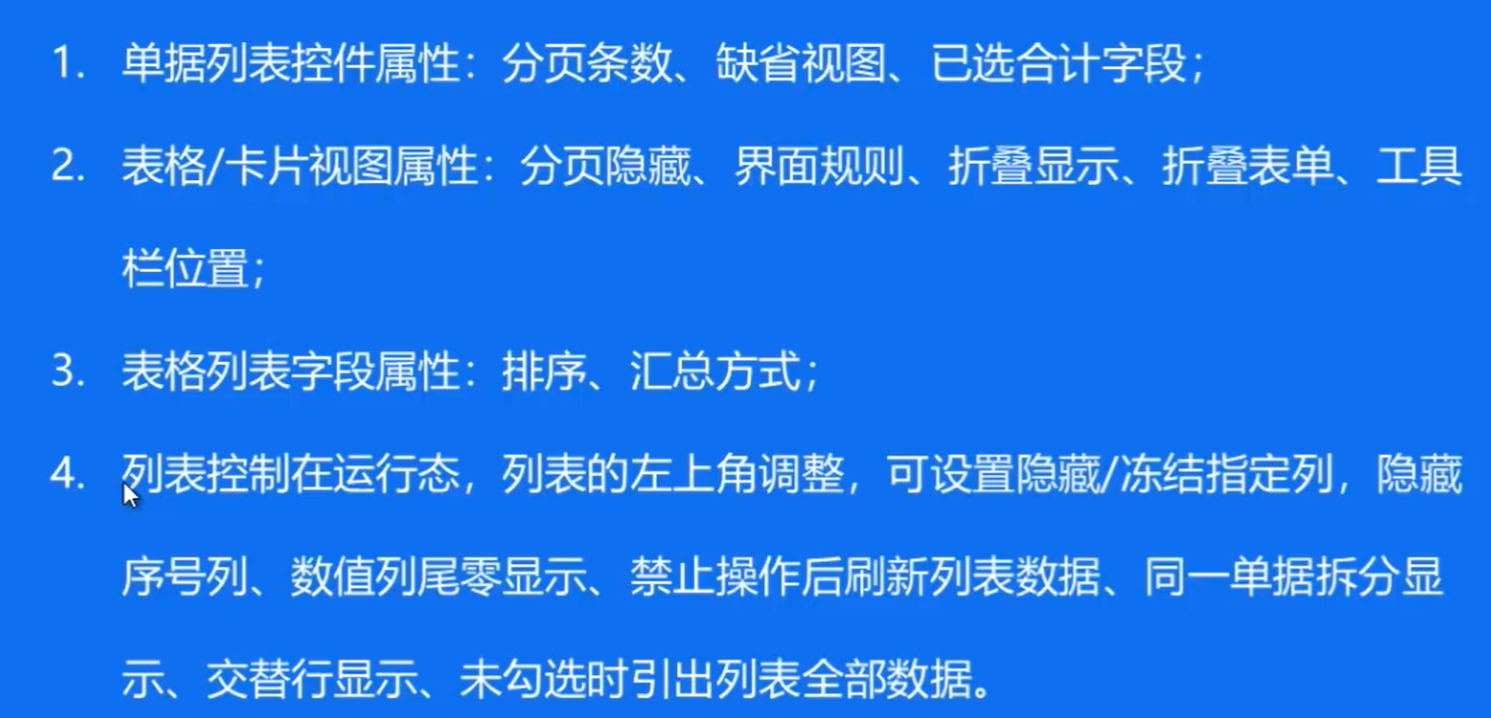 1. 单据列表控件属性：分页条数、缺省视图、已选合计字段；
2. 表格/卡片视图属性：分页隐藏、界面规则、折叠显示、折叠表单、工具
栏位置；
3. 表格列表字段属性：排序、汇总方式；
4. 列表控制在运行态，列表的左上角调整，可设置隐藏/冻结指定列，隐藏
序号列、数值列尾零显示、禁止操作后刷新列表数据、同一单据拆分显
示、交替行显示、未勾选时引出列表全部数据。